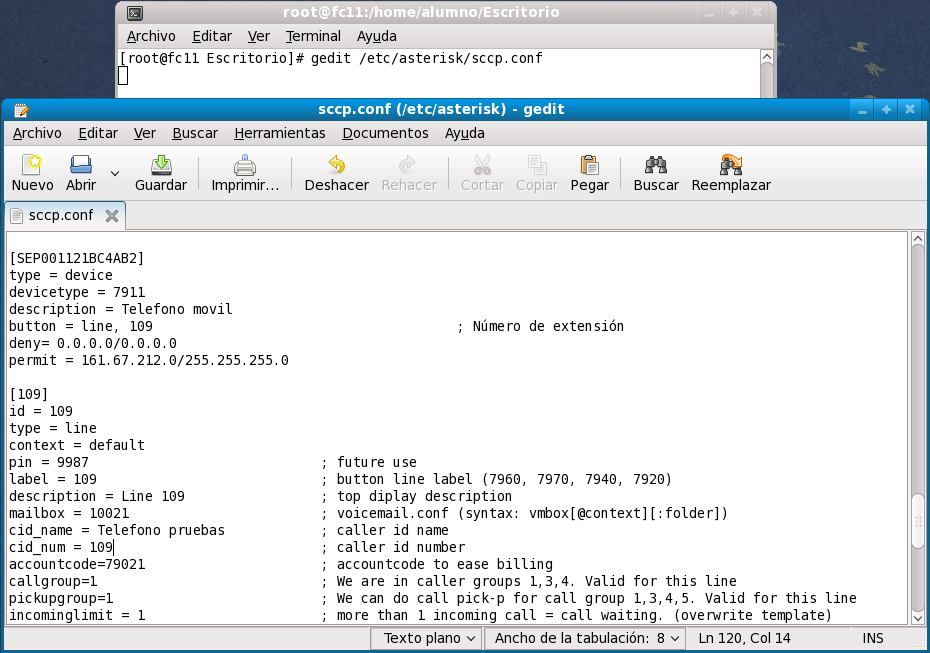 root@fc11:/home/alumno/Escritorio
Archivo Editar Ver Terminal Ayuda
[root@fc11 Escritorio]# gedit /etc/asterisk/sccp.conf
sccp.conf (/etc/asterisk) - gedit
Archivo Editar Ver Buscar Herramientas Documentos Ayuda
Nuevo Abrir Guardar Imprimir... Deshacer Rehacer Cortar Copiar Pegar Buscar Reemplazar
sccp.conf
[SEP001121BC4AB2]
type = device
devicetype = 7911
description = Telefono movil
button = line, 109 ; Número de extensión
deny= 0.0.0.0/0.0.0.0
permit = 161.67.212.0/255.255.255.0
[109]
id = 109
type = line
context = default
pin = 9987 ; future use
label = 109 ; button line label (7960, 7970, 7940, 7920)
description = Line 109 ; top diplay description
mailbox = 10021 ; voicemail.conf (syntax: vmbox[@context][:folder])
cid_name = Telefono pruebas ; caller id name
cid_num = 109 ; caller id number
accountcode=79021 ; accountcode to ease billing
callgroup=1 ; We are in caller groups 1,3,4. Valid for this line
pickupgroup=1 ; We can do call pick-p for call group 1,3,4,5. Valid for this line
incominglimit = 1 ; more than 1 incoming call = call waiting. (overwrite template)
Texto plano Ancho de la tabulación: 8 Ln 120, Col 14 INS